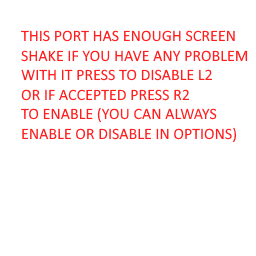 THIS PORT HAS ENOUGH SCREEN
SHAKE IF YOU HAVE ANY PROBLEM
WITH IT PRESS TO DISABLE L2
OR IF ACCEPTED PRESS R2
TO ENABLE (YOU CAN ALWAYS
ENABLE OR DISABLE IN OPTIONS)